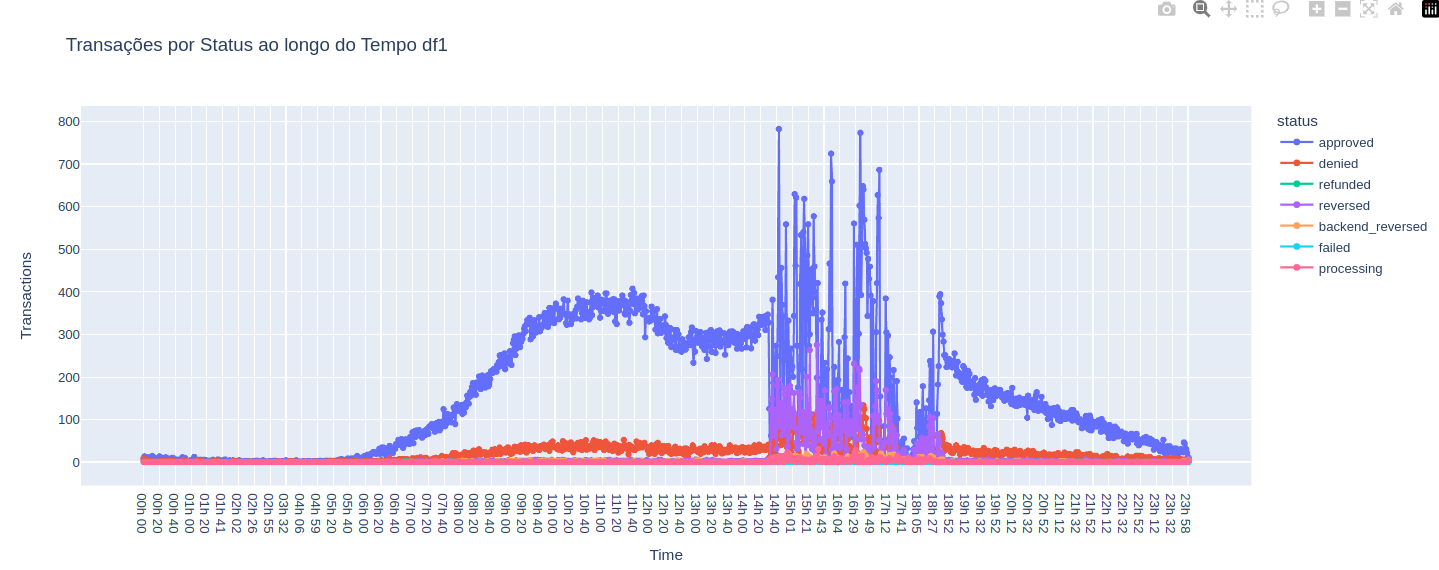 Transações por Status ao longo do Tempo df1
800
700
600
500
400
300
200
100
0
Transactions
00h 00
00h 20
00h 40
01h 00
01h 20
01h 41
02h 02
02h 26
02h 55
03h 32
04h 06
04h 59
05h 20
05h 40
06h 00
06h 20
06h 40
07h 00
07h 20
07h 40
08h 00
08h 20
08h 40
09h 00
09h 20
09h 40
10h 00
10h 20
10h 40
11h 00
11h 20
11h 40
12h 00
12h 20
12h 40
13h 00
13h 20
13h 40
14h 00
14h 20
14h 40
15h 01
15h 21
15h 43
16h 04
16h 29
16h 49
17h 12
17h 41
18h 05
18h 27
18h 52
19h 12
19h 32
19h 52
20h 12
20h 32
20h 52
21h 12
21h 32
21h 52
22h 12
22h 32
22h 52
23h 12
23h 32
23h 58
Time
status
approved
denied
refunded
reversed
backend_reversed
failed
processing